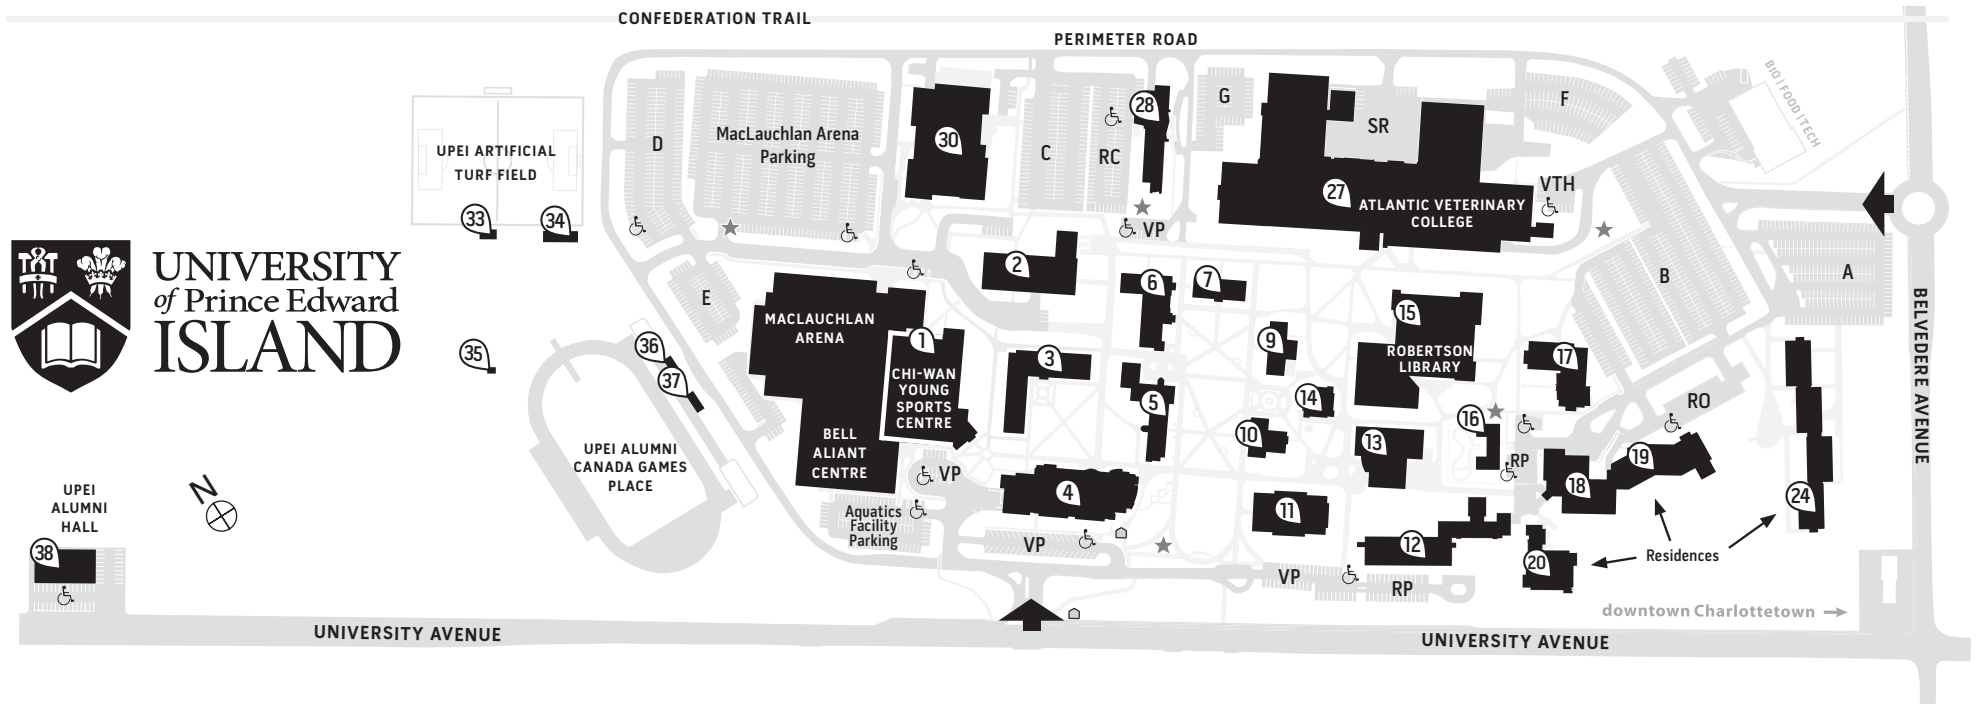 CONFEDERATION TRAIL
PERIMETER ROAD
BIO | FOOD | TECH
UPEI ARTIFICIAL
TURF FIELD
33
34
D
MacLauchlan Arena
Parking
30
C
RC
28
G
SR
F
27
ATLANTIC VETERINARY
COLLEGE
VTH
VP
UNIVERSITY
of Prince Edward
ISLAND
E
2
6
7
15
ROBERTSON
LIBRARY
B
A
BELVEDERE AVENUE
35
36
37
MACLAUCHLAN
ARENA
1
CHI-WAN
YOUNG
SPORTS
CENTRE
3
5
9
14
10
13
16
17
RO
RP
BELL
ALIANT
CENTRE
VP
UPEI ALUMNI
CANADA GAMES
PLACE
4
11
12
18
19
20
24
Residences
Aquatics
Facility
Parking
VP
VP
RP
N
UPEI
ALUMNI
HALL
38
downtown Charlottetown
UNIVERSITY AVENUE
UNIVERSITY AVENUE